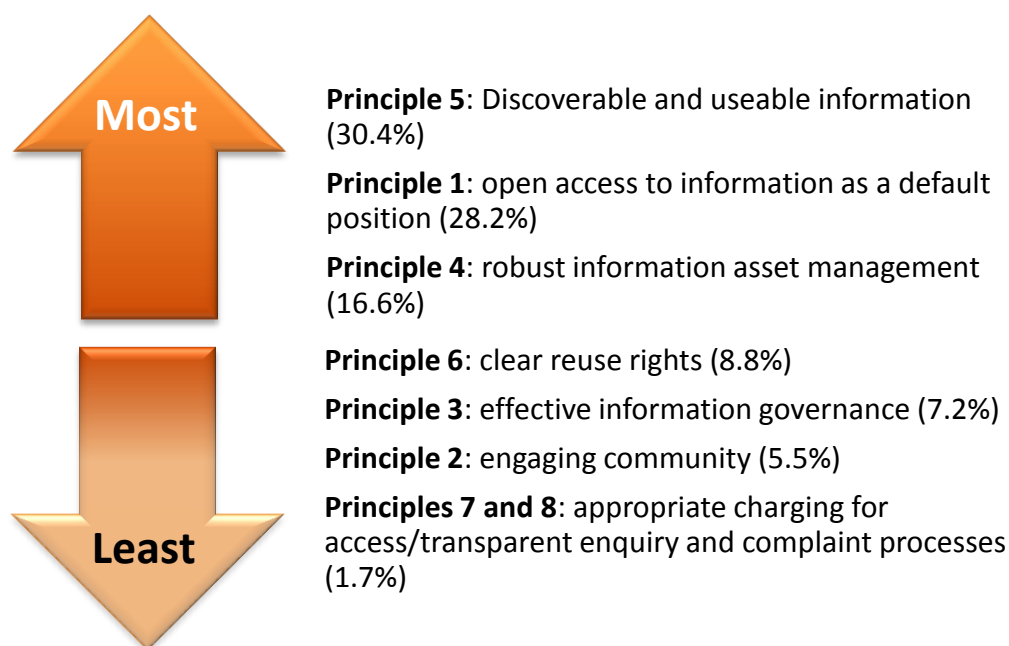 Most
Principle 5: Discoverable and useable information
(30.4%)
Principle 1: open access to information as a default
position (28.2%)
Principle 4: robust information asset management
(16.6%)
Principle 6: clear reuse rights (8.8%)
Principle 3: effective information governance (7.2%)
Principle 2: engaging community (5.5%)
Principles 7 and 8: appropriate charging for
access/transparent enquiry and complaint processes
(1.7%)
Least